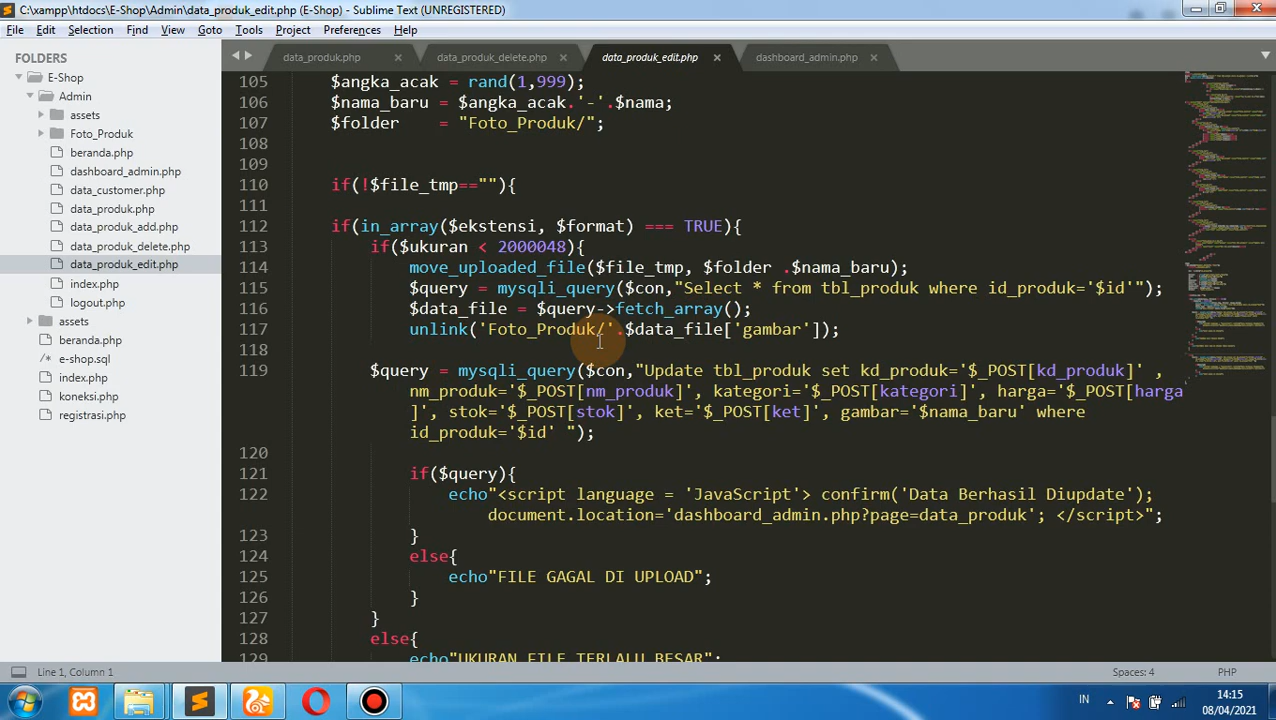 C:\xampp\htdocs\E-Shop\Admin\data_produk_edit.php (E-Shop) - Sublime Text (UNREGISTERED)
File Edit Selection Find View Goto Tools Project Preferences Help
FOLDERS
E-Shop
Admin
assets
Foto_Produk
beranda.php
dashboard_admin.php
data_customer.php
data_produk.php
data_produk_add.php
data_produk_delete.php
data_produk_edit.php
index.php
logout.php
assets
beranda.php
e-shop.sql
index.php
koneksi.php
registrasi.php
data_produk.php data_produk_delete.php data_produk_edit.php dashboard_admin.php
105 $angka_acak = rand(1,999);
106 $nama_baru = $angka_acak.'-'.$nama;
107 $folder = "Foto_Produk/";
108
109
110 if(!$file_tmp==""){
111
112 if(in_array($ekstensi, $format) === TRUE){
113 if($ukuran < 2000048){
114 move_uploaded_file($file_tmp, $folder .$nama_baru);
115 $query = mysqli_query($con,"Select * from tbl_produk where id_produk='$id'");
116 $data_file = $query->fetch_array();
117 unlink('Foto_Produk/'.$data_file['gambar']);
118
119 $query = mysqli_query($con,"Update tbl_produk set kd_produk='$_POST[kd_produk]' ,
nm_produk='$_POST[nm_produk]', kategori='$_POST[kategori]', harga='$_POST[harga
]', stok='$_POST[stok]', ket='$_POST[ket]', gambar='$nama_baru' where
id_produk='$id' ");
120
121 if($query){
122 echo"<script language = 'JavaScript'> confirm('Data Berhasil Diupdate');
document.location='dashboard_admin.php?page=data_produk'; </script>";
123 }
124 else{
125 echo"FILE GAGAL DI UPLOAD";
126 }
127 }
128 else{
129 echo"UKURAN FILE TERLALU BESAR";
Line 1, Column 1 Spaces: 4 PHP
IN
14:15
08/04/2021